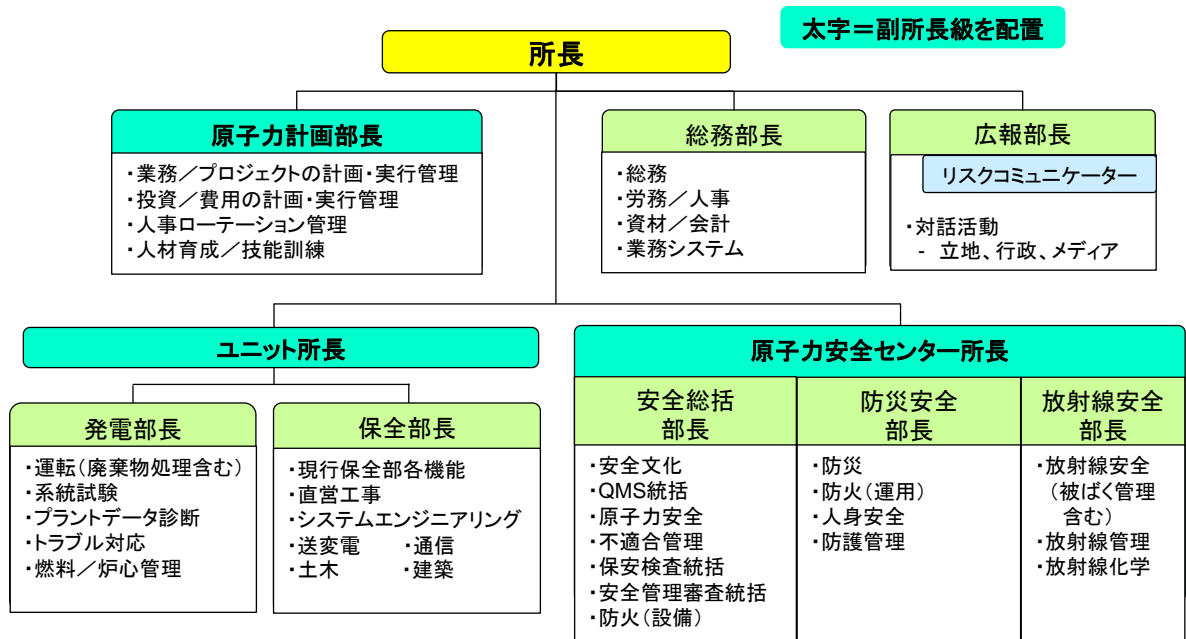 太字＝副所長級を配置
所長
原子力計画部長
・業務／プロジェクトの計画・実行管理
・投資／費用の計画・実行管理
・人事ローテーション管理
・人材育成／技能訓練
総務部長
・総務
・労務／人事
・資材／会計
・業務システム
広報部長
リスクコミュニケーター
・対話活動
- 立地、行政、メディア
ユニット所長
発電部長
・運転（廃棄物処理含む）
・系統試験
・プラントデータ診断
・トラブル対応
・燃料／炉心管理
保全部長
・現行保全部各機能
・直営工事
・システムエンジニアリング
・送変電 ・通信
・土木 ・建築
原子力安全センター所長
安全総括
部長
・安全文化
・QMS統括
・原子力安全
・不適合管理
・保安検査統括
・安全管理審査統括
・防火（設備）
防災安全
部長
・防災
・防火（運用）
・人身安全
・防護管理
放射線安全
部長
・放射線安全
（被ばく管理
含む）
・放射線管理
・放射線化学